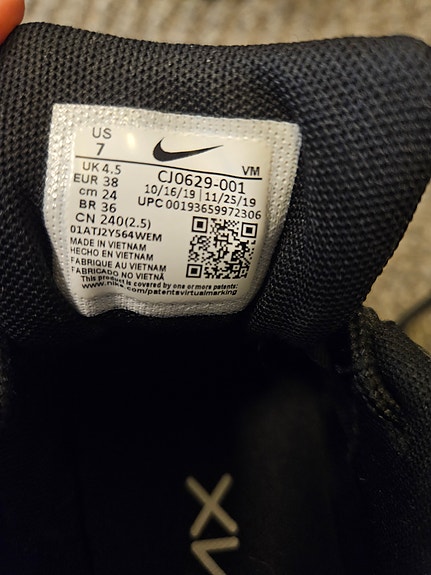 US
7
VM
UK 4.5
EUR 38
cm 24
BR 36
CN 240(2.5)
CJ0629-001
10/16/19 | 11/25/19
UPC 00193659972306
01ATJ2Y564WEM
MADE IN VIETNAM
HECHO EN VIETNAM
FABRIQUE AU VIETNAM
FABRICADO NO VIETNÃ
This product is covered by one or more patents:
www.nike.com/patentsvirtualmarking